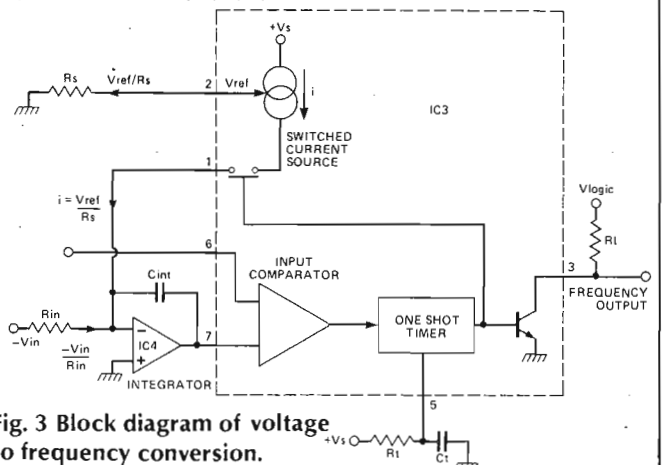 +Vs
Rs
Vref/Rs
2
Vref
i
IC3
SWITCHED
CURRENT
SOURCE
1
i = Vref
Rs
Vlogic
Rl
6
INPUT
COMPARATOR
3
FREQUENCY
OUTPUT
Cint
Rin
-Vin
-Vin
Rin
IC4
-
+
7
ONE SHOT
TIMER
INTEGRATOR
5
+Vs
Rt
Ct
ig. 3 Block diagram of voltage
o frequency conversion.